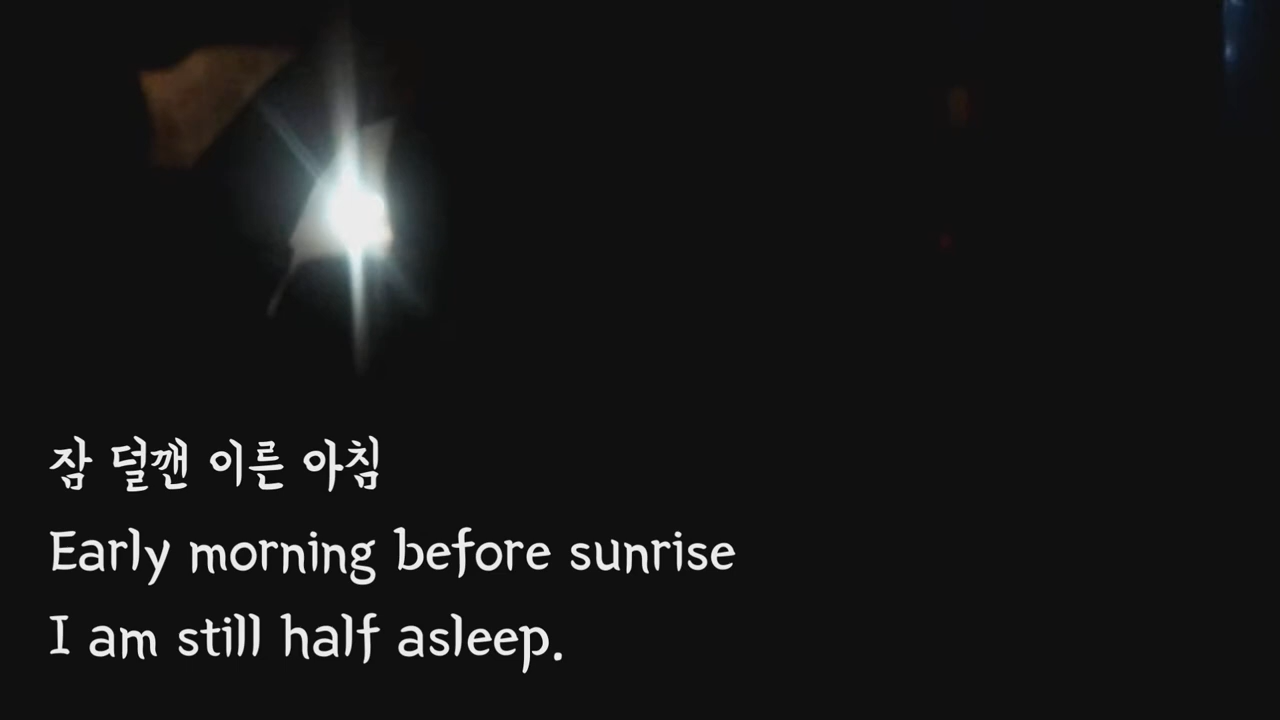 잠 덜깬 이른 아침
Early morning before sunrise
I am still half asleep.